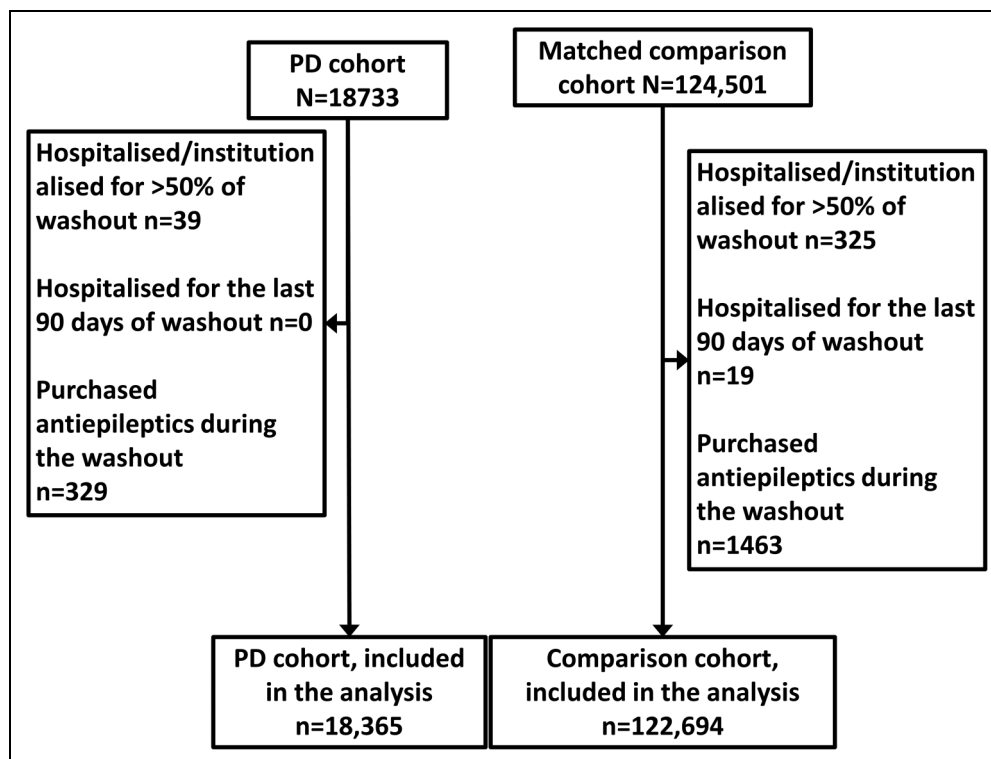 PD cohort
N=18733
Matched comparison
cohort N=124,501
Hospitalised/institution
alised for >50% of
washout n=39
Hospitalised for the last
90 days of washout n=0
Purchased
antiepileptics during
the washout
n=329
Hospitalised/institution
alised for >50% of
washout n=325
Hospitalised for the last
90 days of washout
n=19
Purchased
antiepileptics during
the washout
n=1463
PD cohort, included
in the analysis
n=18,365
Comparison cohort,
included in the analysis
n=122,694